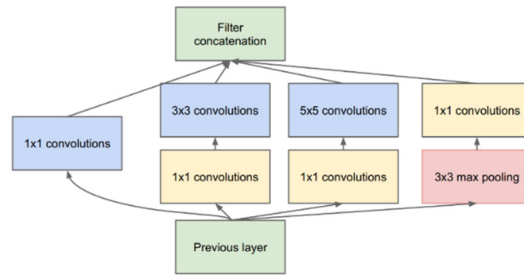 Filter
concatenation
3x3 convolutions
5x5 convolutions
1x1 convolutions
1x1 convolutions
1x1 convolutions
1x1 convolutions
3x3 max pooling
Previous layer